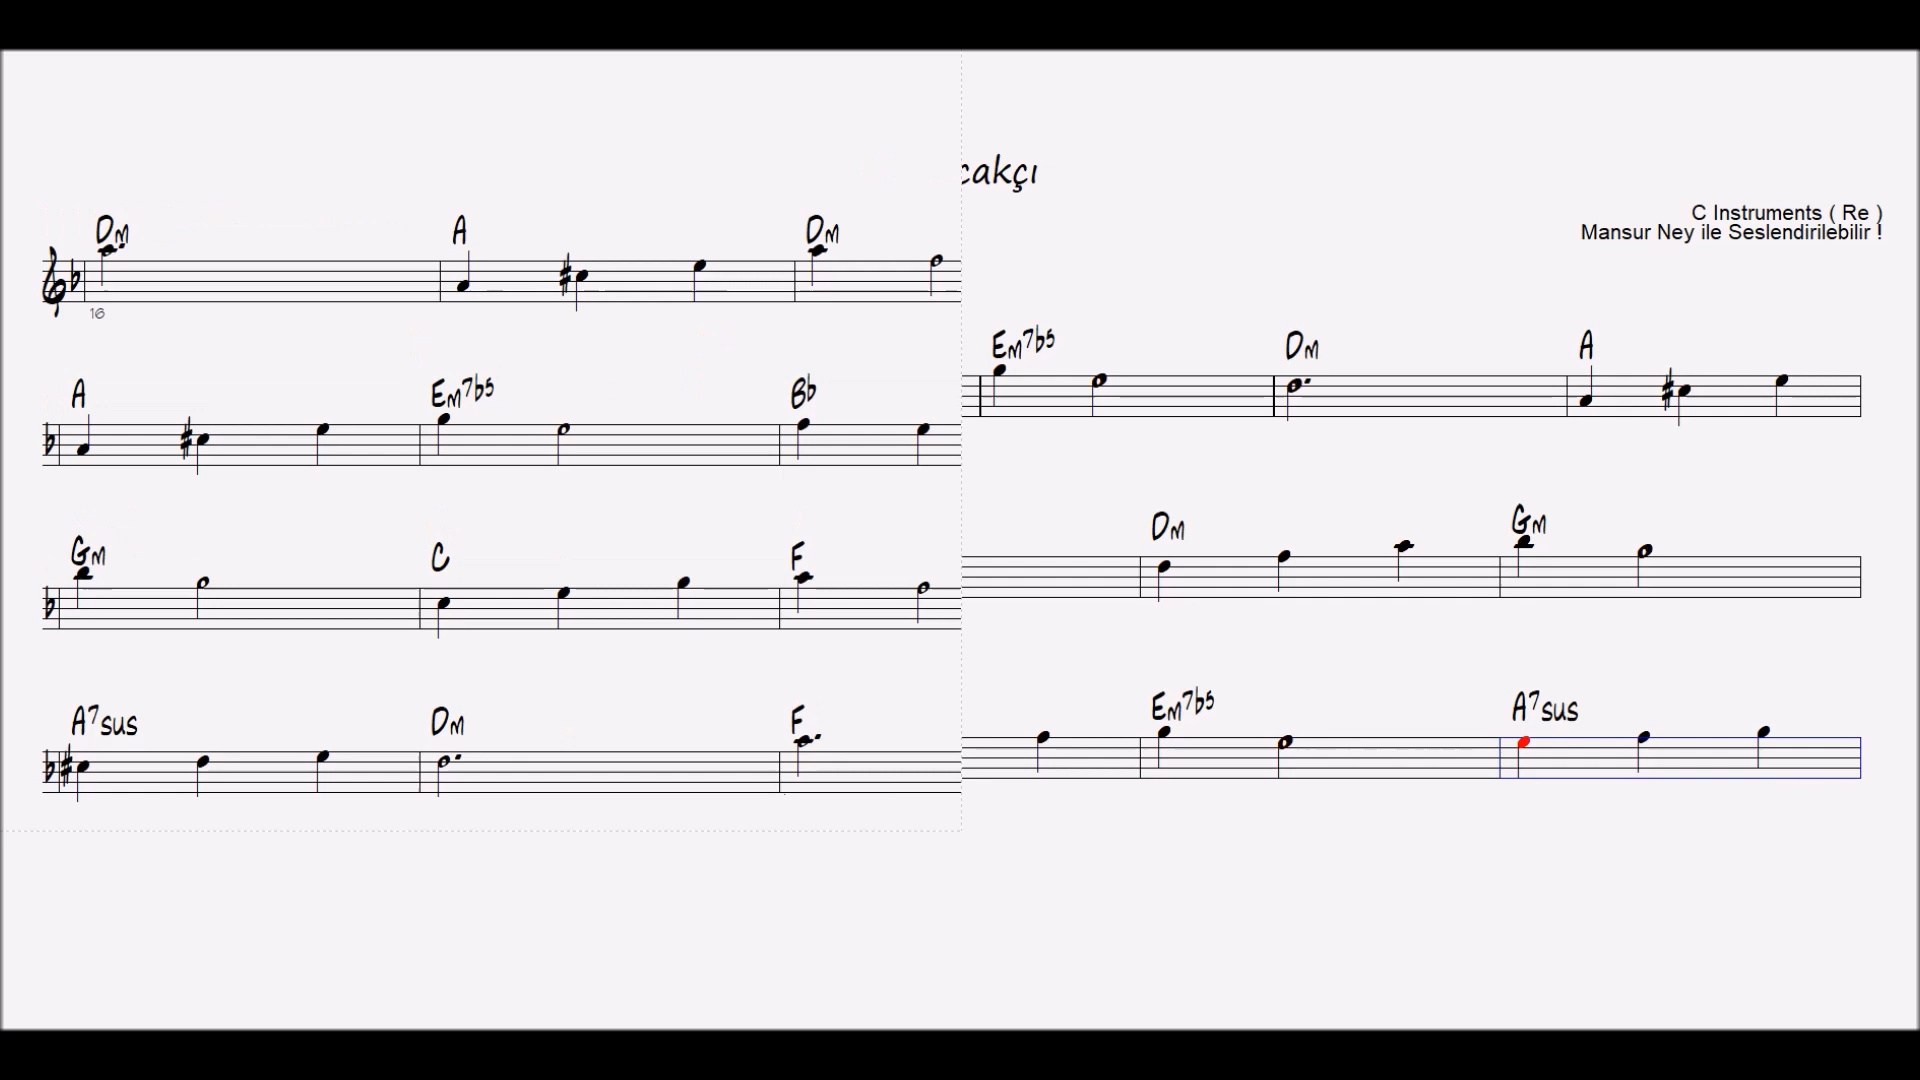 cakçı
C Instruments ( Re )
Mansur Ney ile Seslendirilebilir !
Dm A Dm
16
Em7b5 Dm A
A Em7b5 Bb
Dm Gm
Gm C F
Em7b5 A7sus
A7sus Dm F